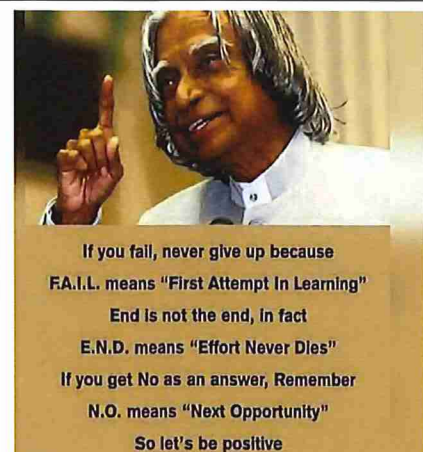 If you fail, never give up because
F.A.I.L. means “First Attempt In Learning”
End is not the end, in fact
E.N.D. means “Effort Never Dies”
If you get No as an answer, Remember
N.O. means “Next Opportunity”
So let's be positive